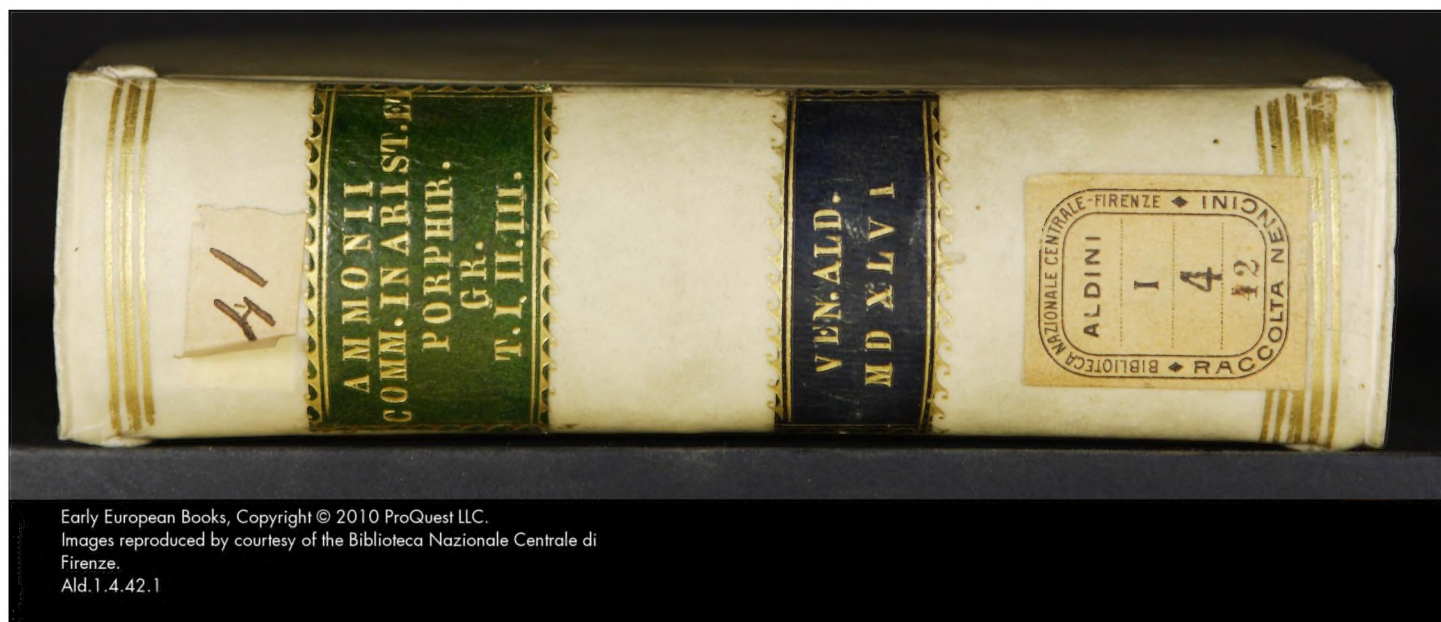 41
AMMONII
COMM.IN ARIST.ET
PORPHIR.
GR.
T.I.II.III.
VEN.ALD.
MDXLVI
BIBLIOTECA NAZIONALE CENTRALE-FIRENZE ◆
RACCOLTA NENCINI ◆
ALDINI
I
4
42
Early European Books, Copyright © 2010 ProQuest LLC.
Images reproduced by courtesy of the Biblioteca Nazionale Centrale di
Firenze.
Ald.1.4.42.1